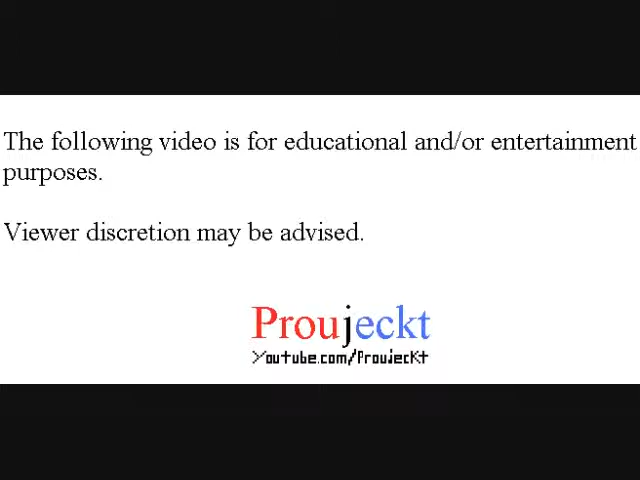 The following video is for educational and/or entertainment
purposes.
Viewer discretion may be advised.
Proujeckt
Youtube.com/ProujecKt